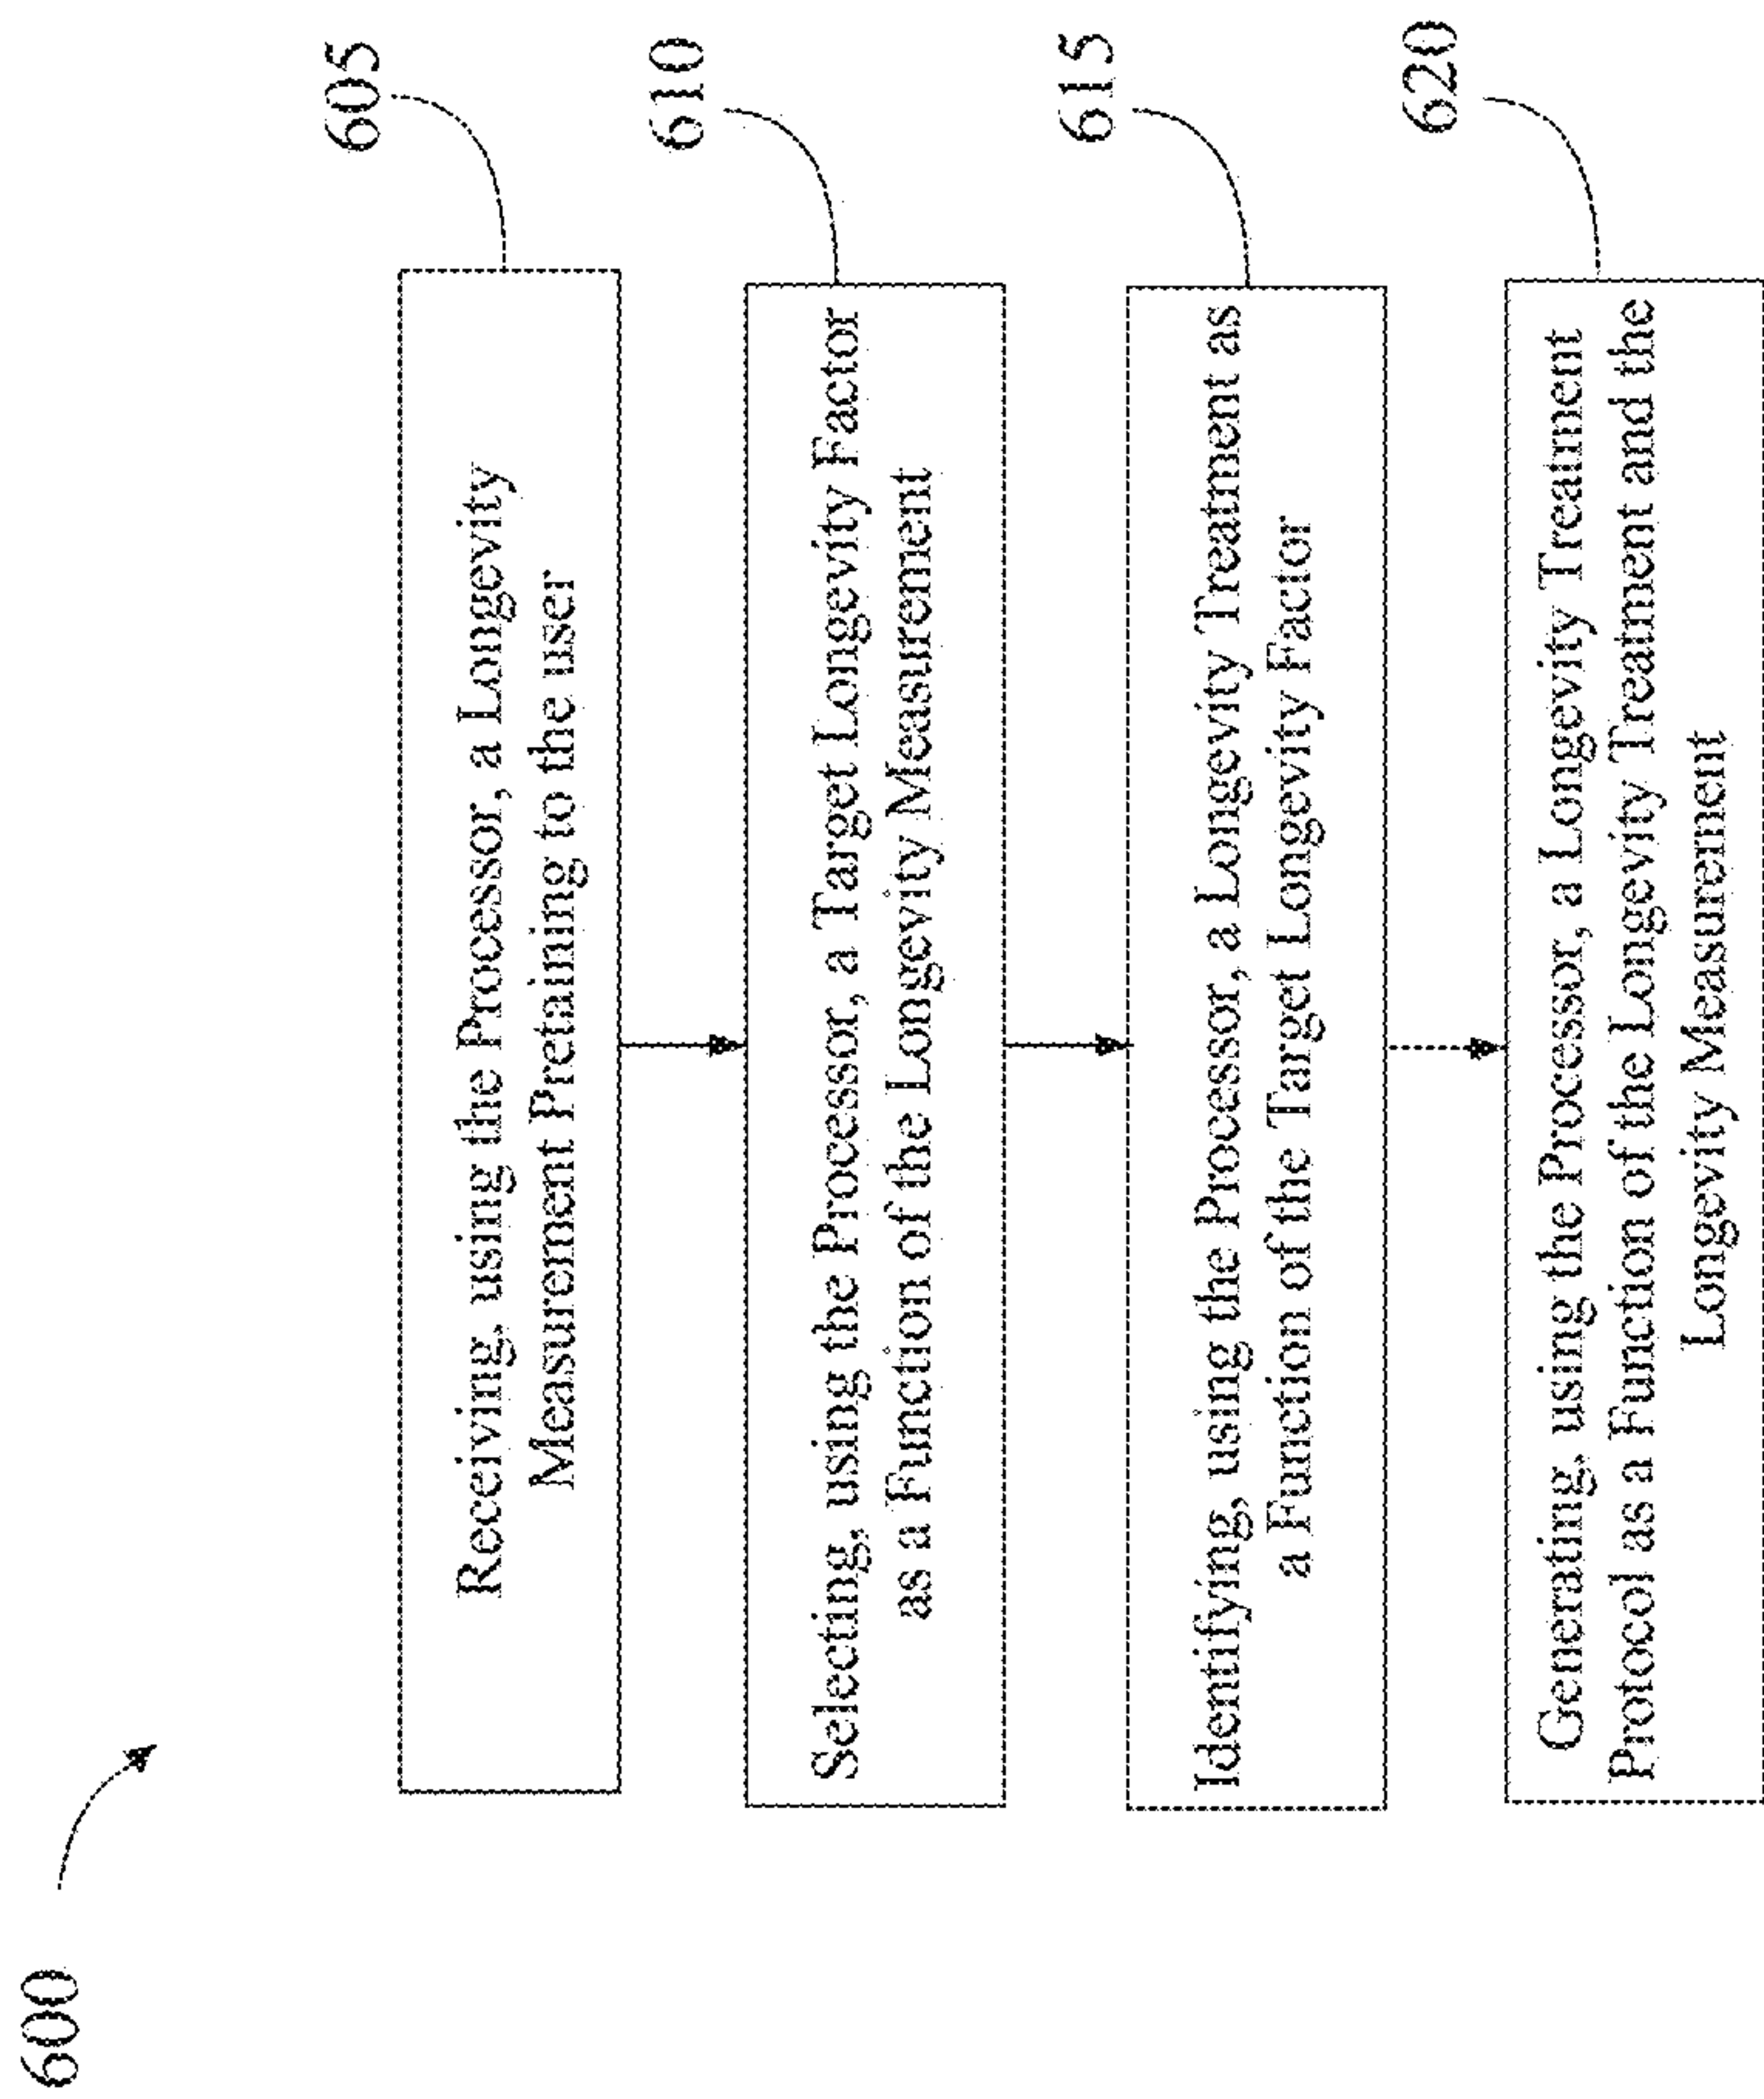 600
605
Receiving, using the Processor, a Longevity
Measurement Pretaining to the user
610
Selecting, using the Processor, a Target Longevity Factor
as a Function of the Longevity Measurement
615
Identifying, using the Processor, a Longevity Treatment as
a Function of the Target Longevity Factor
620
Generating, using the Processor, a Longevity Treatment
Protocol as a Function of the Longevity Treatment and the
Longevity Measurement